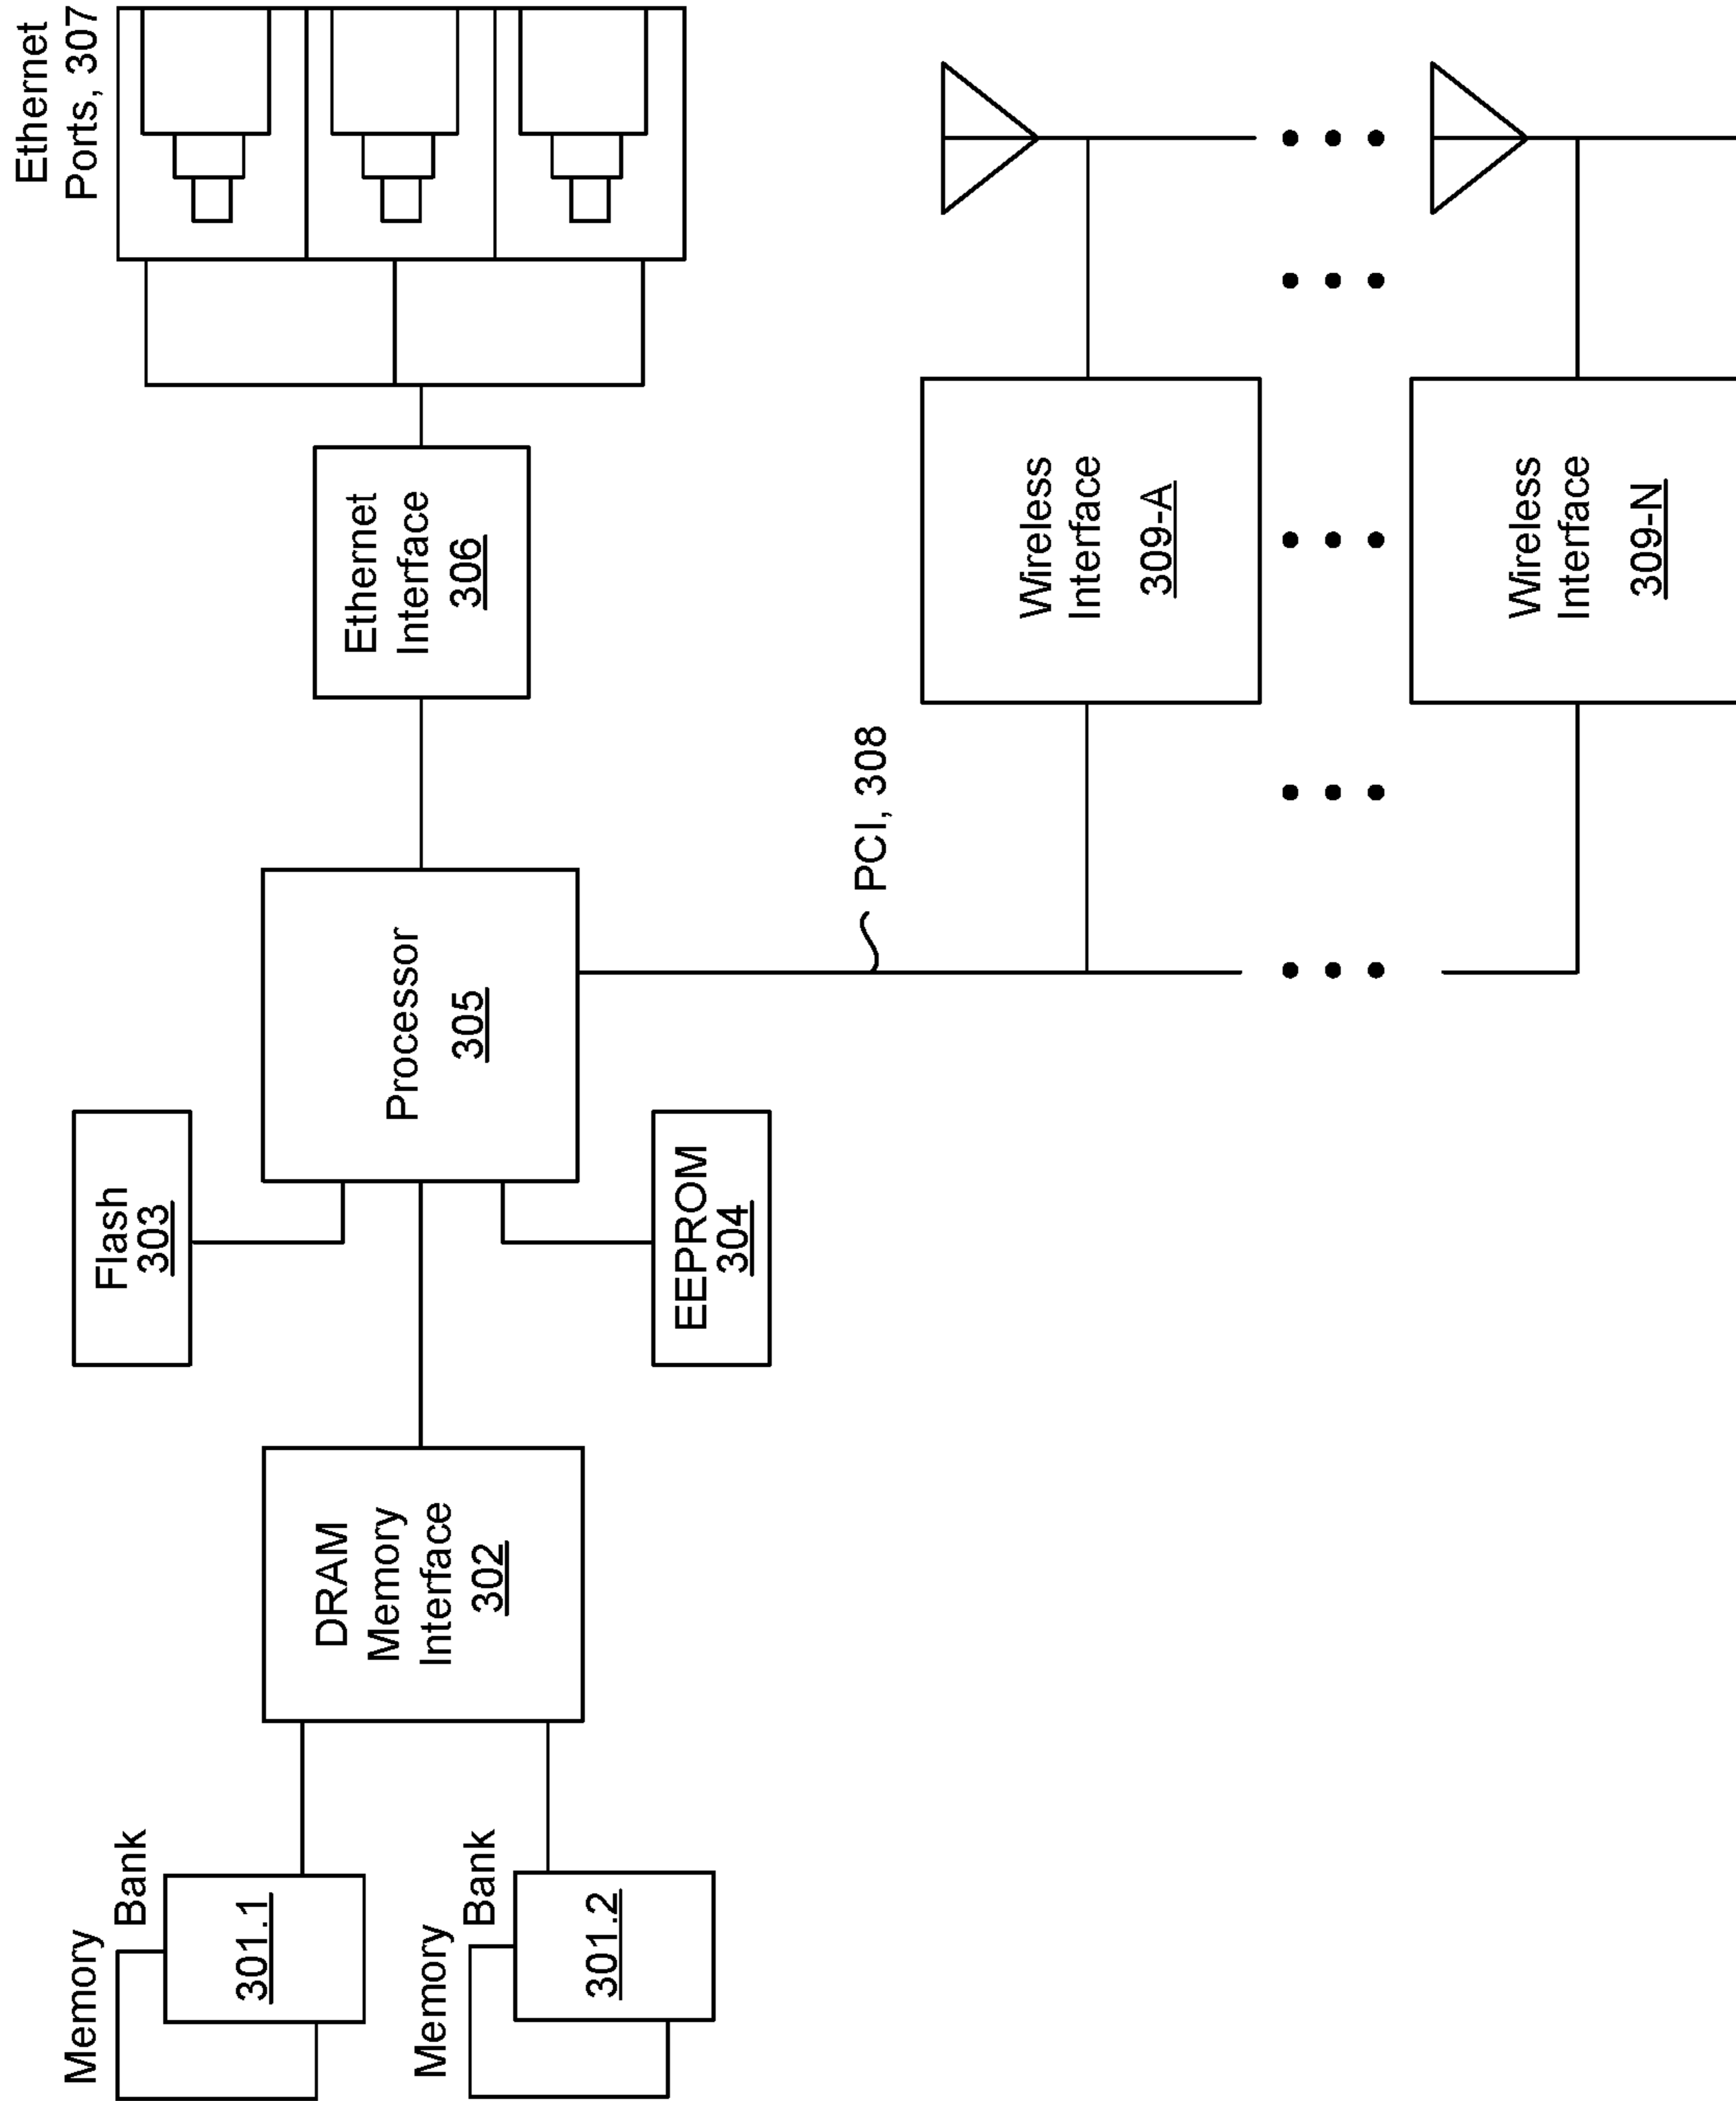 Memory
Bank
301.1
Memory
Bank
301.2
DRAM
Memory
Interface
302
Flash
303
EEPROM
304
Processor
305
Ethernet
Interface
306
Ethernet
Ports, 307
PCI, 308
Wireless
Interface
309-A
Wireless
Interface
309-N